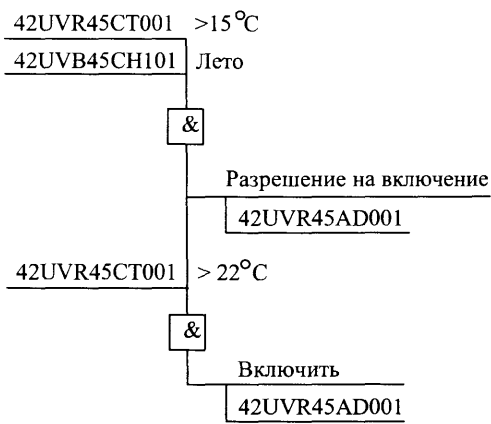 42UVR45CT001 >15°C
42UVB45CH101 Лето
&
Разрешение на включение
42UVR45AD001
42UVR45CT001 > 22°C
&
Включить
42UVR45AD001